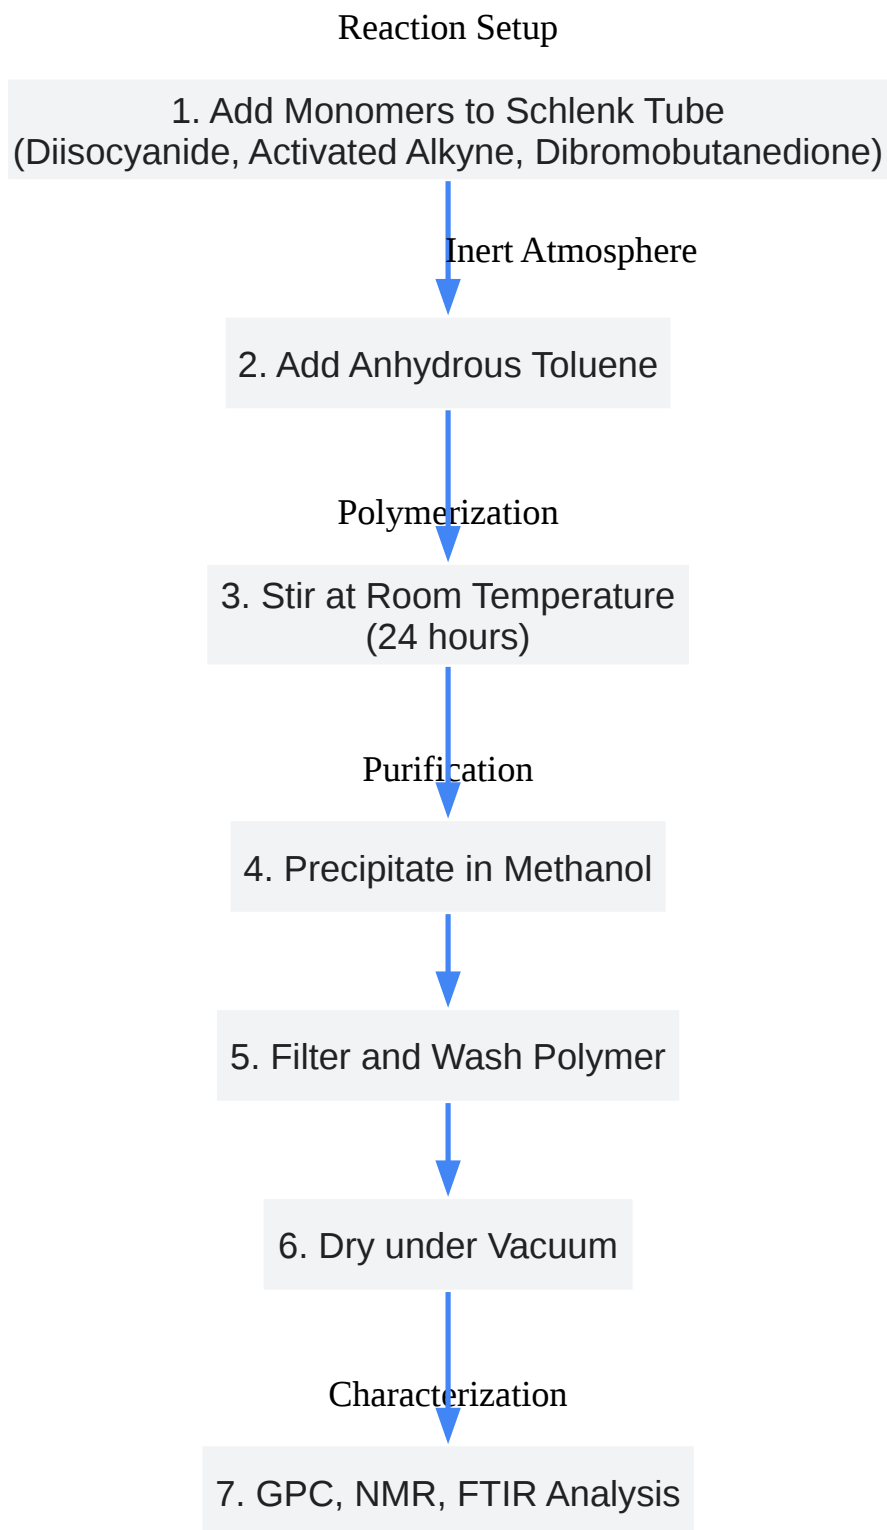 Reaction Setup
1. Add Monomers to Schlenk Tube
(Diisocyanide, Activated Alkyne, Dibromobutanedione)
Inert Atmosphere
2. Add Anhydrous Toluene
Polymerization
3. Stir at Room Temperature
(24 hours)
Purification
4. Precipitate in Methanol
5. Filter and Wash Polymer
6. Dry under Vacuum
Characterization
7. GPC, NMR, FTIR Analysis